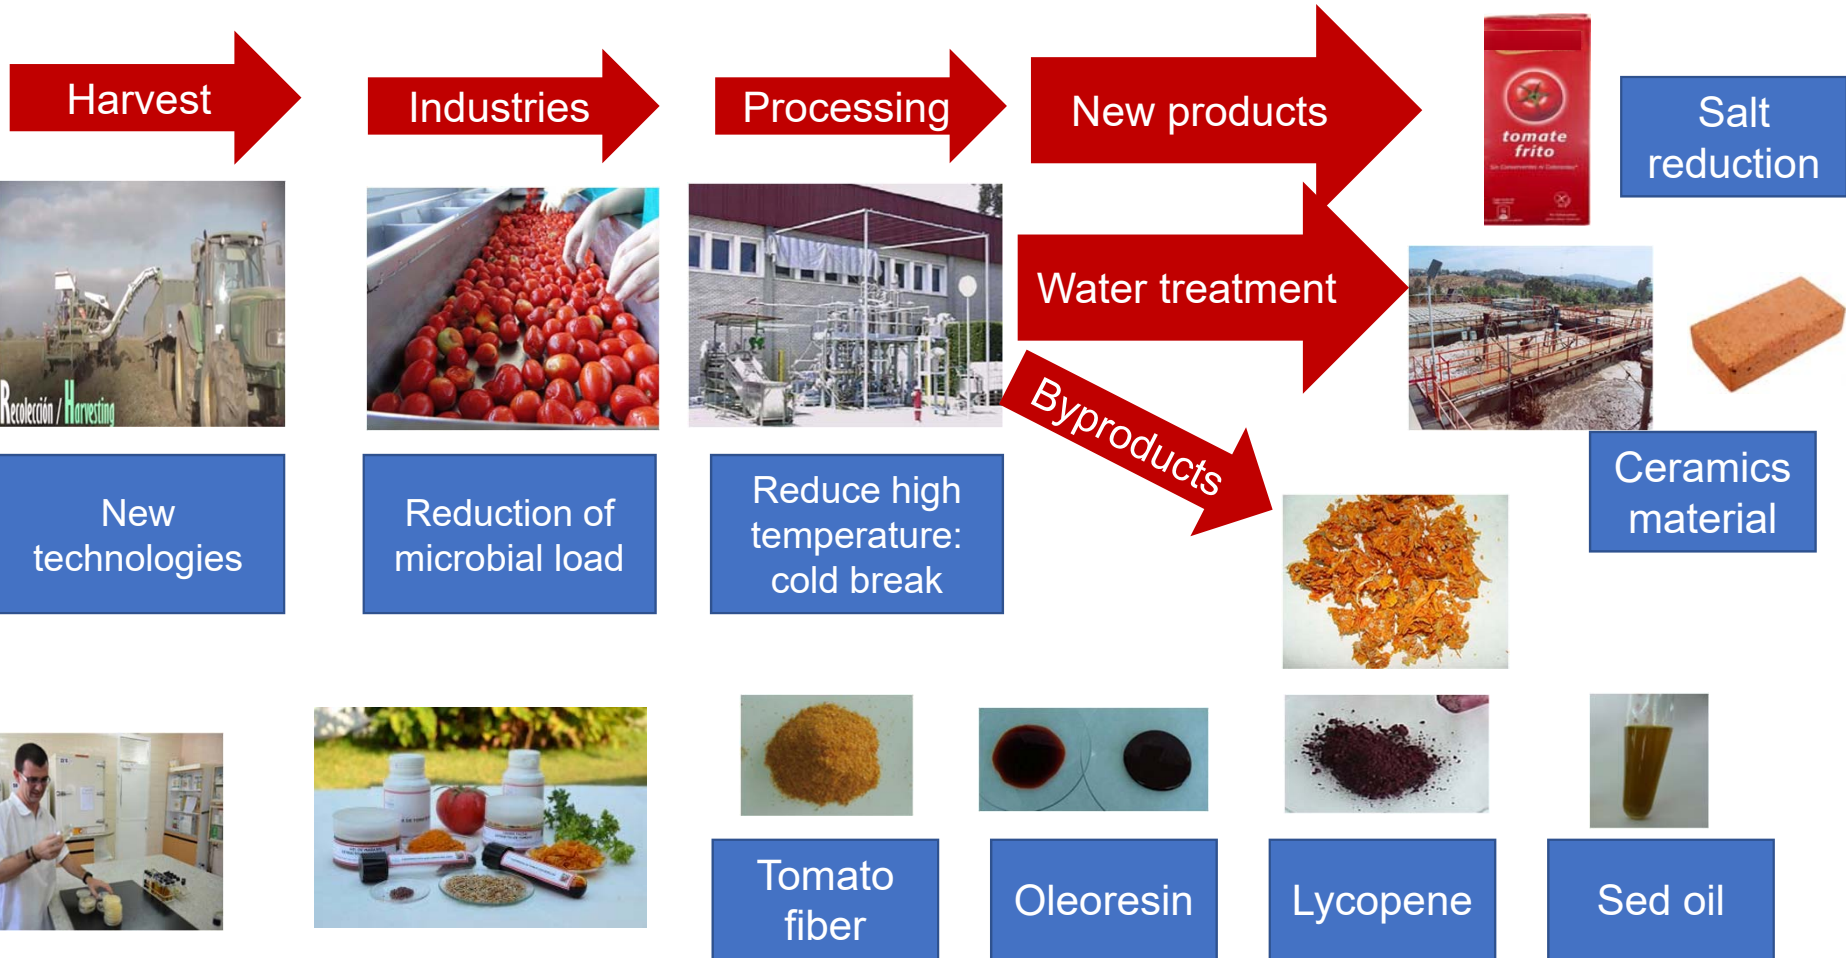 Harvest
Industries
Processing
New products
tomate
frito
Salt
reduction
Water treatment
Recolección / Harvesting
Byproducts
New
technologies
Reduction of
microbial load
Reduce high
temperature:
cold break
Ceramics
material
Tomato
fiber
Oleoresin
Lycopene
Sed oil